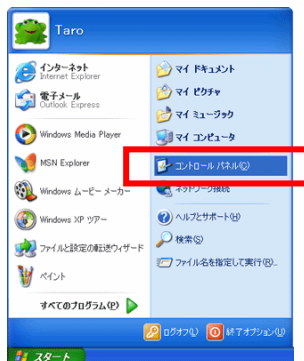 Taro
インターネット
Internet Explorer
電子メール
Outlook Express
Windows Media Player
MSN Explorer
Windows ムービー メーカー
Windows XP ツアー
ファイルと設定の転送ウィザード
ペイント
すべてのプログラム(P)
マイ ドキュメント
マイ ピクチャ
マイ ミュージック
マイ コンピュータ
コントロール パネル(C)
ネットワーク接続
ヘルプとサポート(H)
検索(S)
ファイル名を指定して実行(R)...
ログオフ(L)
終了オプション(U)
スタート